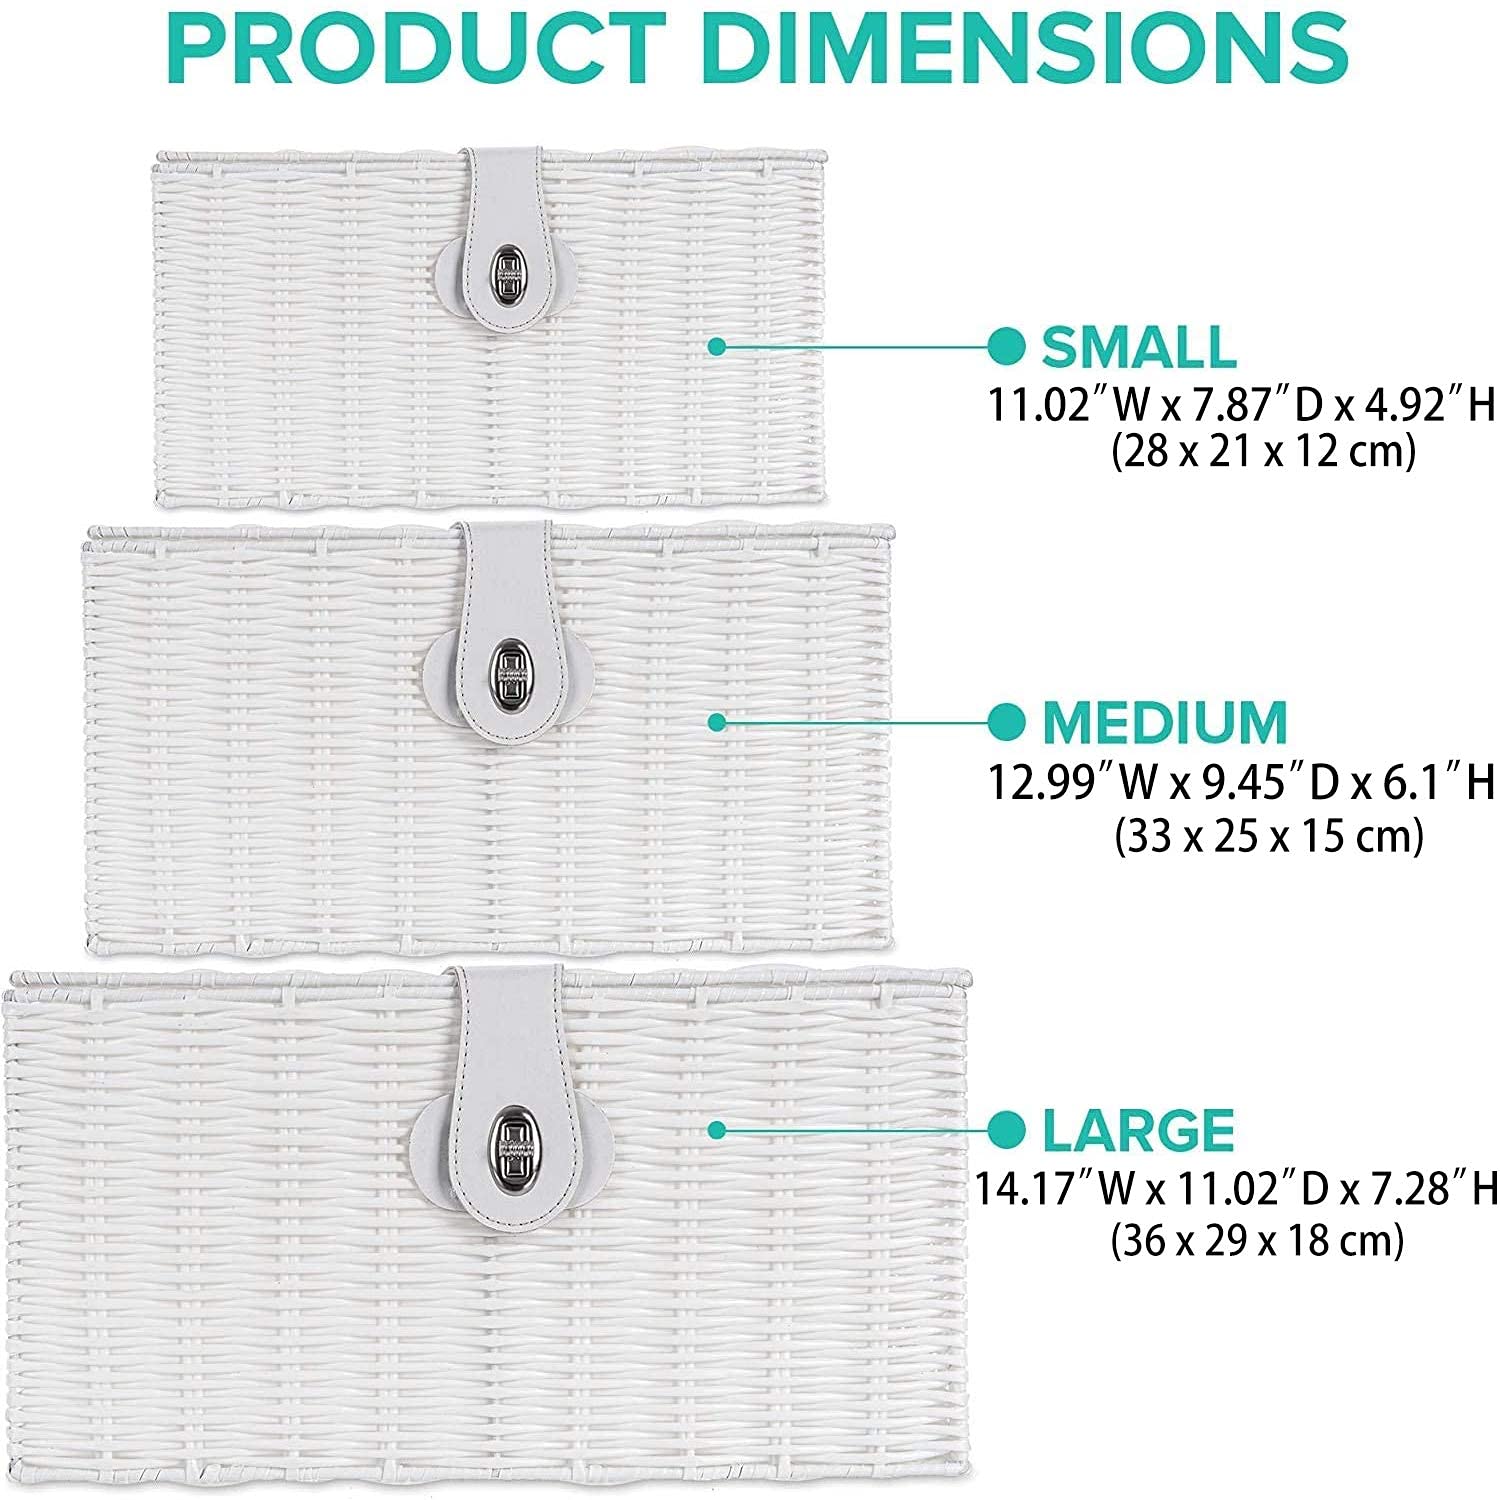 PRODUCT DIMENSIONS
SMALL
11.02″W x 7.87″D x 4.92″H
(28 x 21 x 12 cm)
MEDIUM
12.99″W x 9.45″D x 6.1″H
(33 x 25 x 15 cm)
LARGE
14.17″W x 11.02″D x 7.28″H
(36 x 29 x 18 cm)